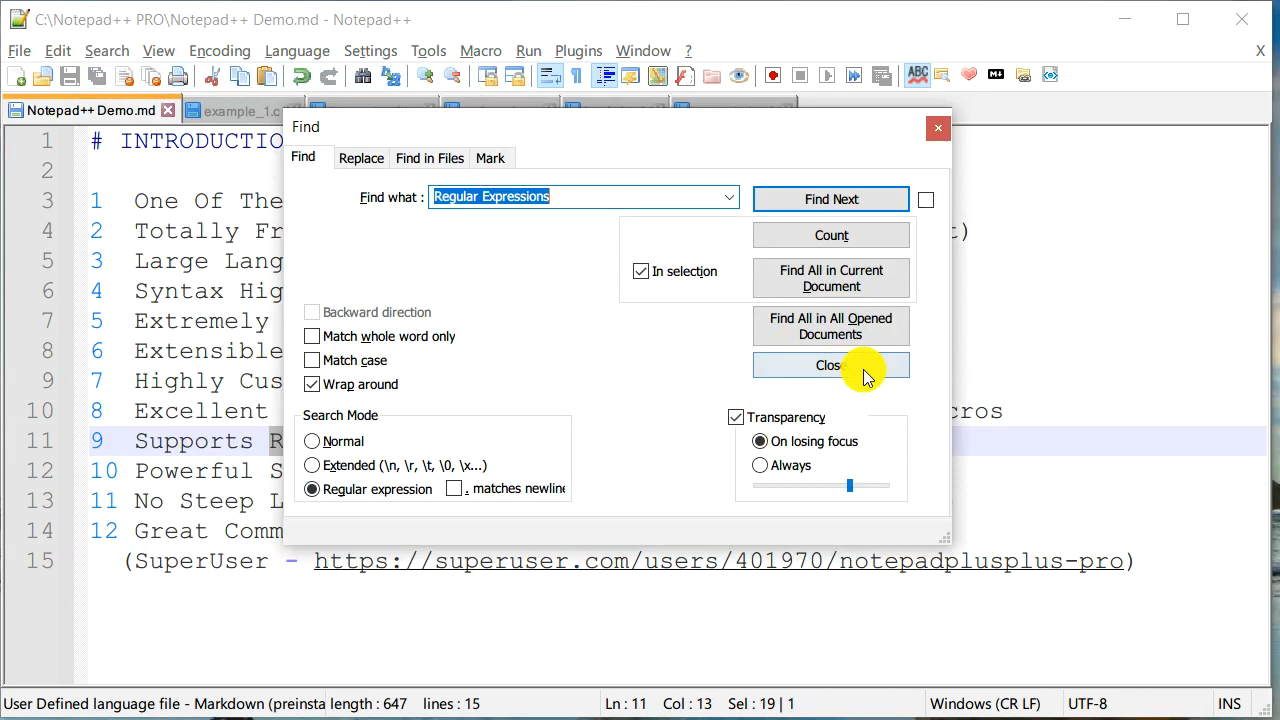 C:\Notepad++ PRO\Notepad++ Demo.md - Notepad++
File Edit Search View Encoding Language Settings Tools Macro Run Plugins Window ? X
ABC
Notepad++ Demo.md example_1.c
Find
Find Replace Find in Files Mark
Find what : Regular Expressions Find Next
Count
In selection
Find All in Current Document
Backward direction
Find All in All Opened Documents
Match whole word only
Match case
Close
Wrap around
Search Mode
Transparency
Normal
On losing focus
Extended (\n, \r, \t, \0, \x...)
Always
Regular expression . matches newline
1 # INTRODUCTIO
2
3 1 One Of The
4 2 Totally Fr t)
5 3 Large Lang
6 4 Syntax Hig
7 5 Extremely
8 6 Extensible
9 7 Highly Cus
10 8 Excellent cros
11 9 Supports R
12 10 Powerful S
13 11 No Steep L
14 12 Great Comm
15 (SuperUser - https://superuser.com/users/401970/notepadplusplus-pro)
User Defined language file - Markdown (preinsta length : 647 lines : 15 Ln : 11 Col : 13 Sel : 19 | 1 Windows (CR LF) UTF-8 INS